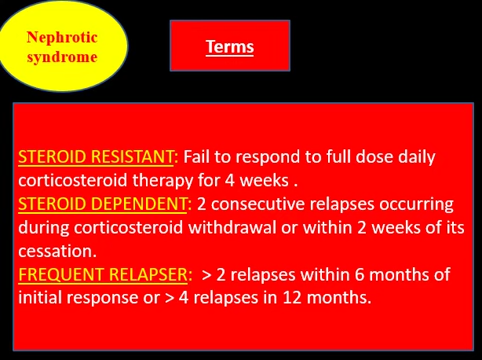 Nephrotic
syndrome
Terms
STEROID RESISTANT: Fail to respond to full dose daily
corticosteroid therapy for 4 weeks .
STEROID DEPENDENT: 2 consecutive relapses occurring
during corticosteroid withdrawal or within 2 weeks of its
cessation.
FREQUENT RELAPSER: > 2 relapses within 6 months of
initial response or > 4 relapses in 12 months.